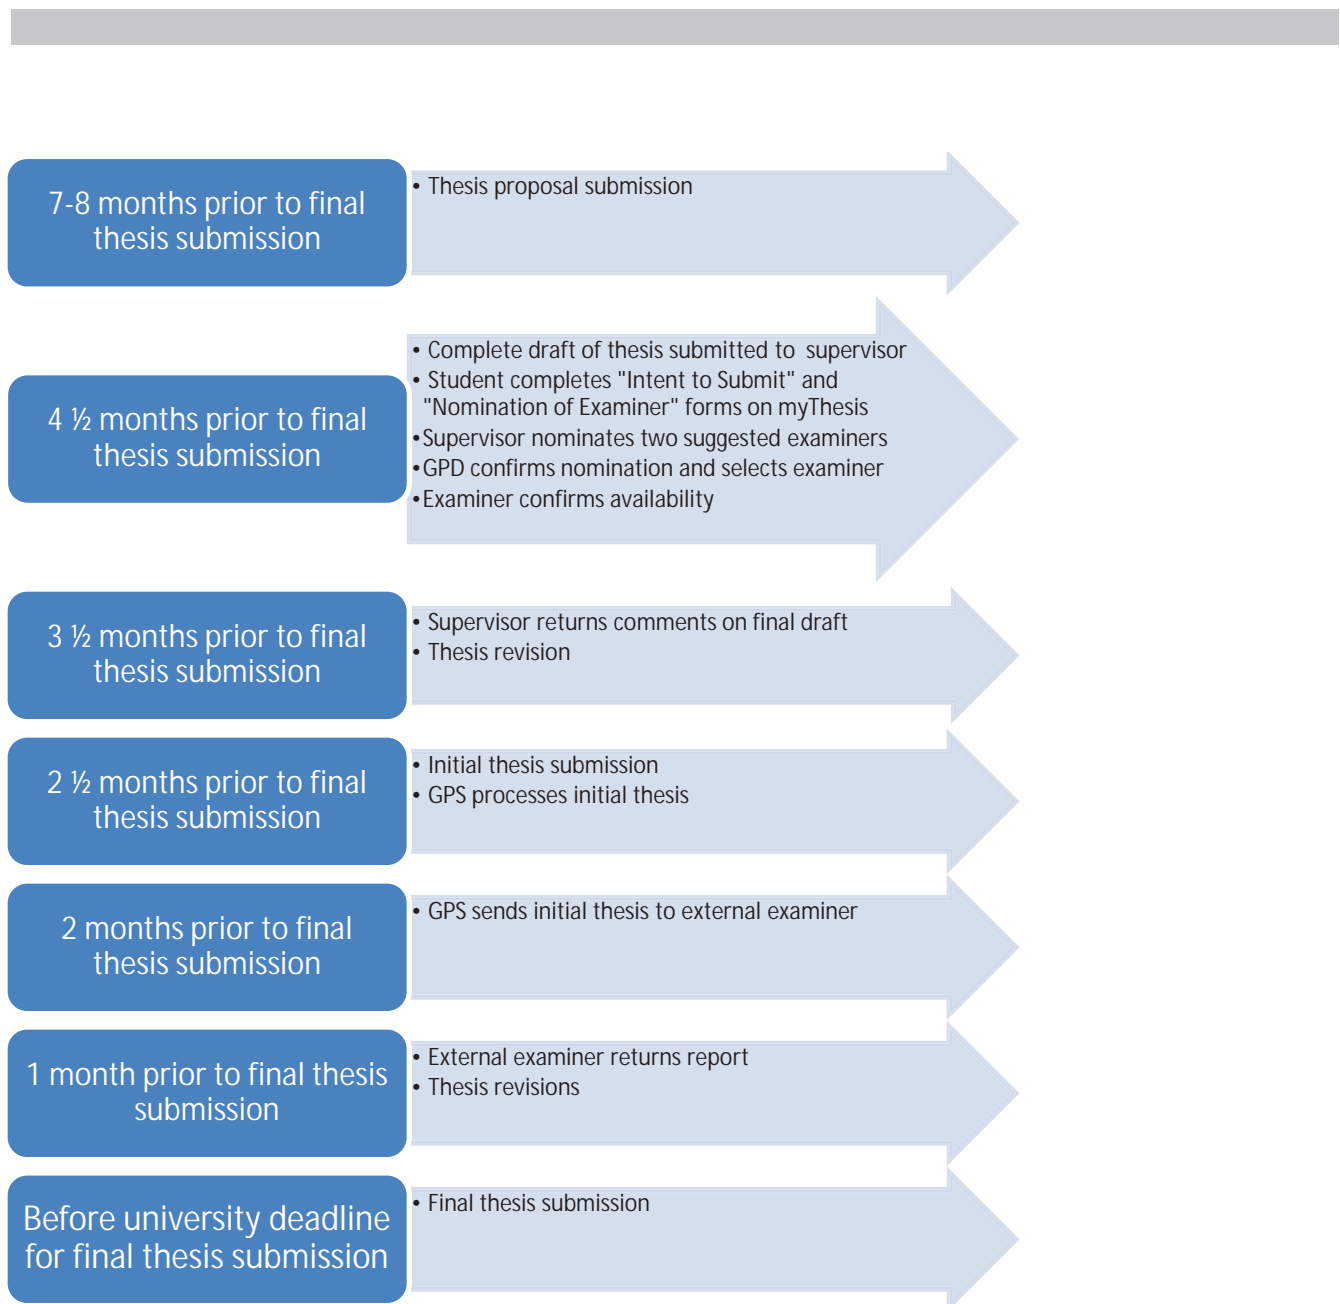 7-8 months prior to final
thesis submission
• Thesis proposal submission
4 ½ months prior to final
thesis submission
• Complete draft of thesis submitted to supervisor
• Student completes "Intent to Submit" and
"Nomination of Examiner" forms on myThesis
•Supervisor nominates two suggested examiners
•GPD confirms nomination and selects examiner
•Examiner confirms availability
3 ½ months prior to final
thesis submission
• Supervisor returns comments on final draft
• Thesis revision
2 ½ months prior to final
thesis submission
• Initial thesis submission
• GPS processes initial thesis
2 months prior to final
thesis submission
• GPS sends initial thesis to external examiner
1 month prior to final thesis
submission
• External examiner returns report
• Thesis revisions
Before university deadline
for final thesis submission
• Final thesis submission